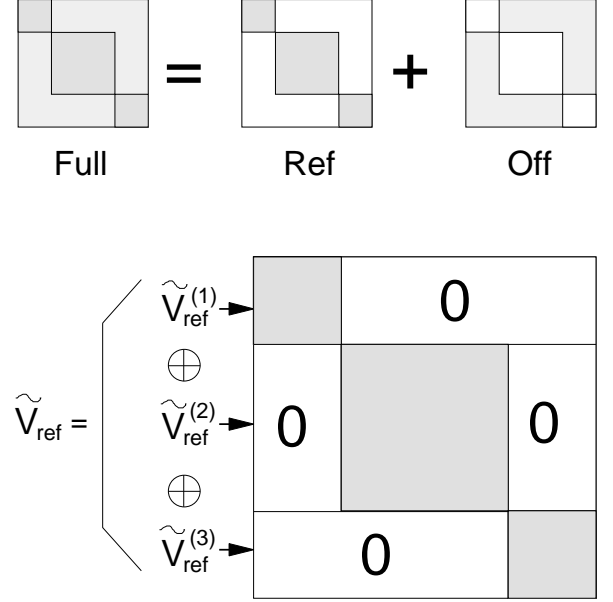 = +
Full Ref Off
Ṽref(1) 0
⊕
Ṽref = Ṽref(2) 0 0
⊕
Ṽref(3) 0